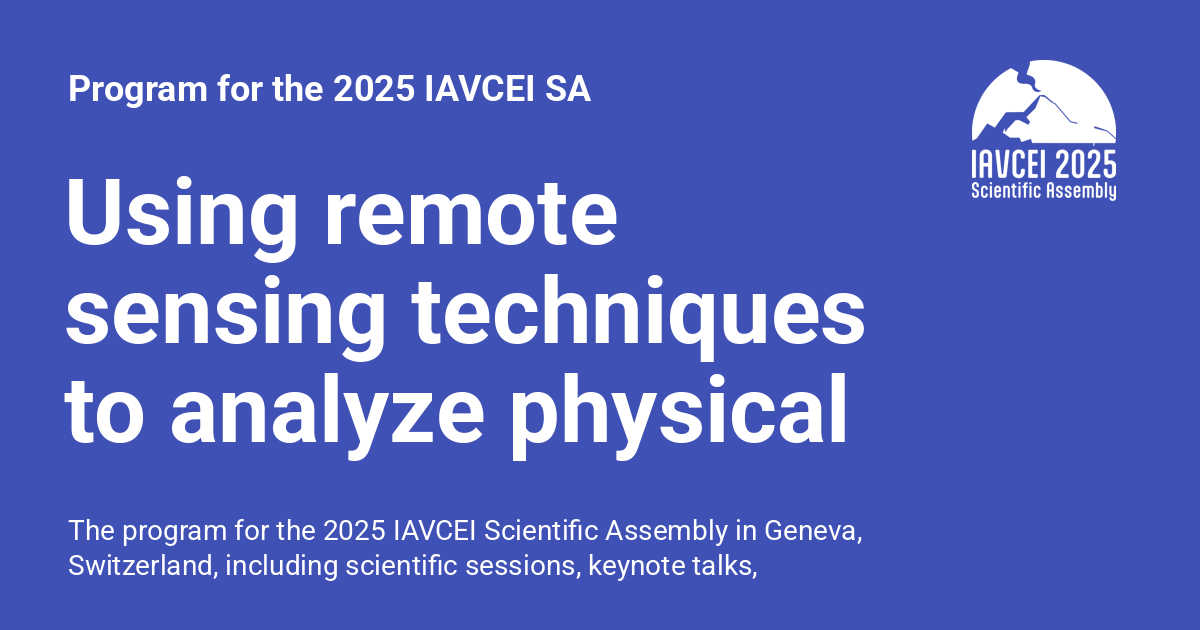 Program for the 2025 IAVCEI SA
IAVCEI 2025
Scientific Assembly
Using remote
sensing techniques
to analyze physical
The program for the 2025 IAVCEI Scientific Assembly in Geneva,
Switzerland, including scientific sessions, keynote talks,